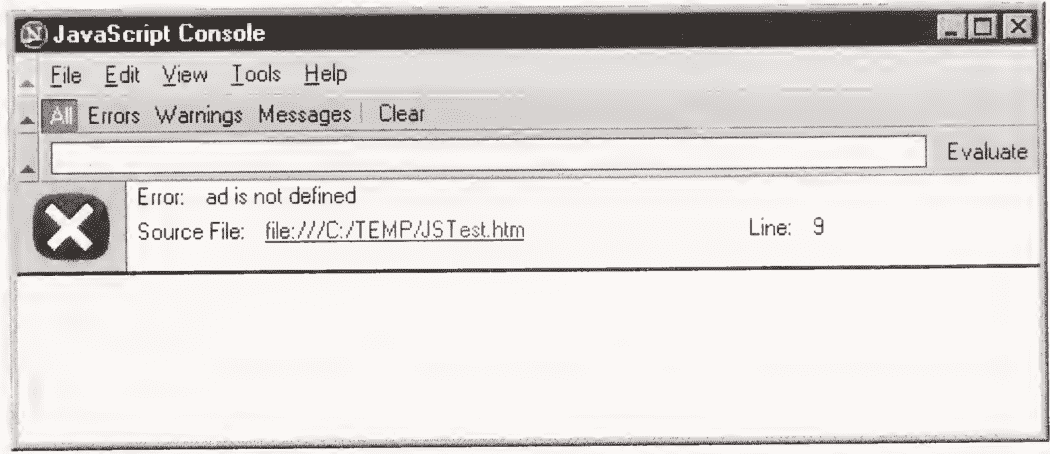 JavaScript Console
File Edit View Tools Help
All Errors Warnings Messages Clear
Evaluate
Error: ad is not defined
Source File: file:///C:/TEMP/JSTest.htm Line: 9